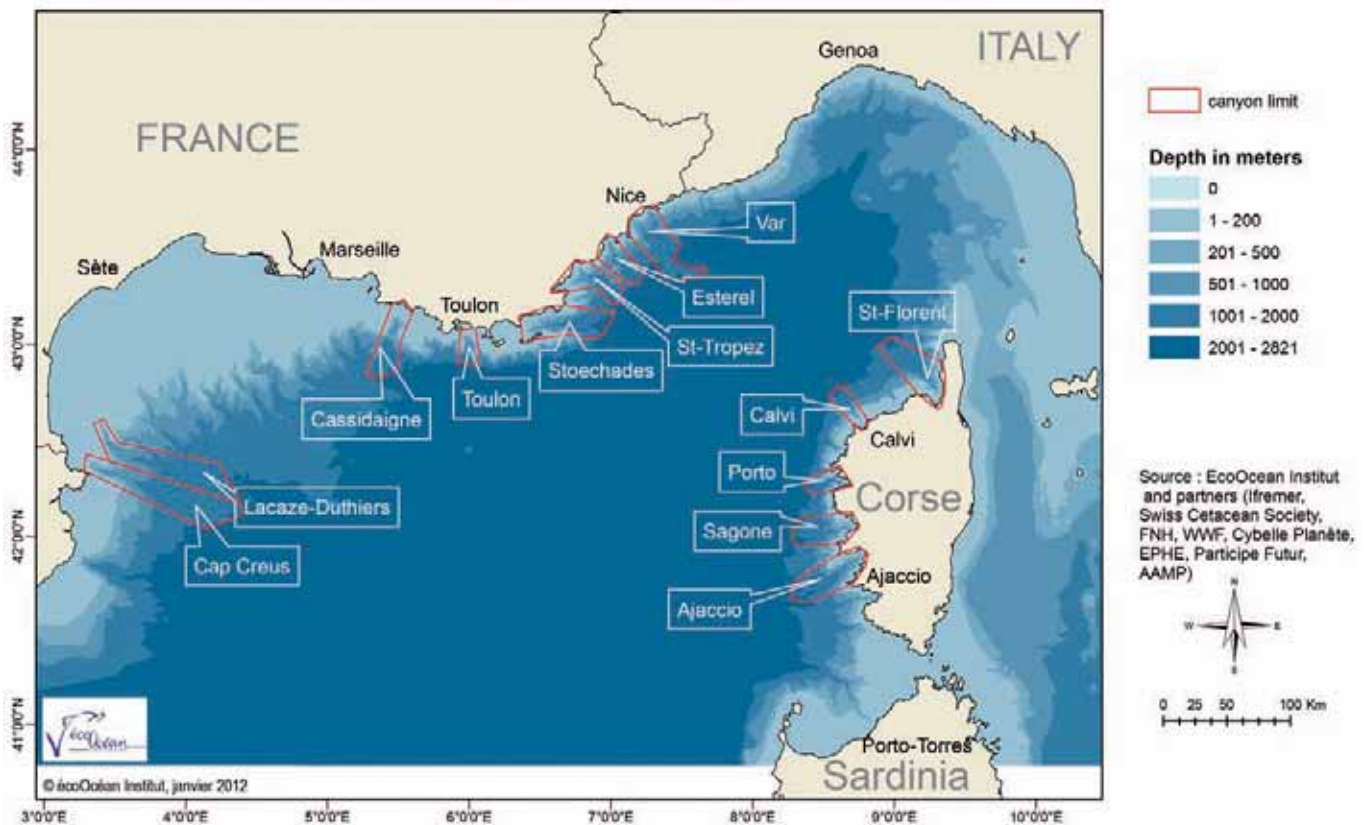 ITALY
Genoa
FRANCE
Nice
Var
Marseille
Sète
Esterel
Toulon
St-Florent
St-Tropez
Stoechades
Toulon
Cassidaigne
Calvi
Calvi
Porto
Corse
Lacaze-Duthiers
Sagone
Cap Creus
Ajaccio
Ajaccio
Porto-Torres
Sardinia
écoOcéan
© écoOcéan Institut, janvier 2012
44°0'0"N
43°0'0"N
42°0'0"N
41°0'0"N
3°0'0"E 4°0'0"E 5°0'0"E 6°0'0"E 7°0'0"E 8°0'0"E 9°0'0"E 10°0'0"E
canyon limit
Depth in meters
0
1 - 200
201 - 500
501 - 1000
1001 - 2000
2001 - 2821
Source : EcoOcean Institut
and partners (Ifremer,
Swiss Cetacean Society,
FNH, WWF, Cybelle Planète,
EPHE, Participe Futur,
AAMP)
N
W E
S
0 25 50 100 Km